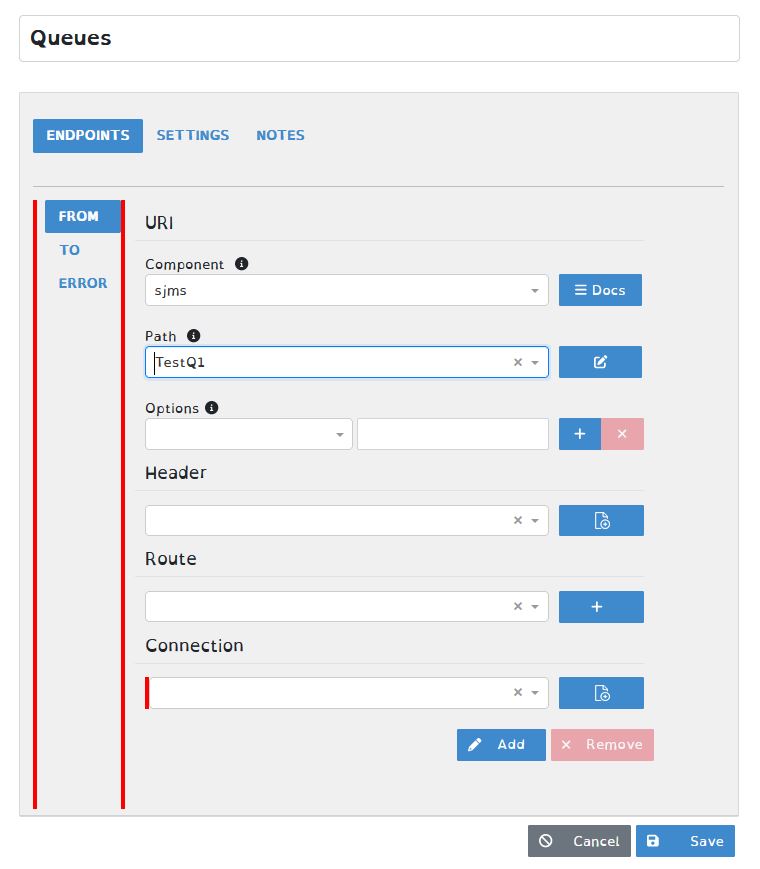 Queues
ENDPOINTS SETTINGS NOTES
FROM
TO
ERROR
URI
Component
sjms
Docs
Path
TestQ1
Options
Header
Route
Connection
Add
Remove
Cancel
Save